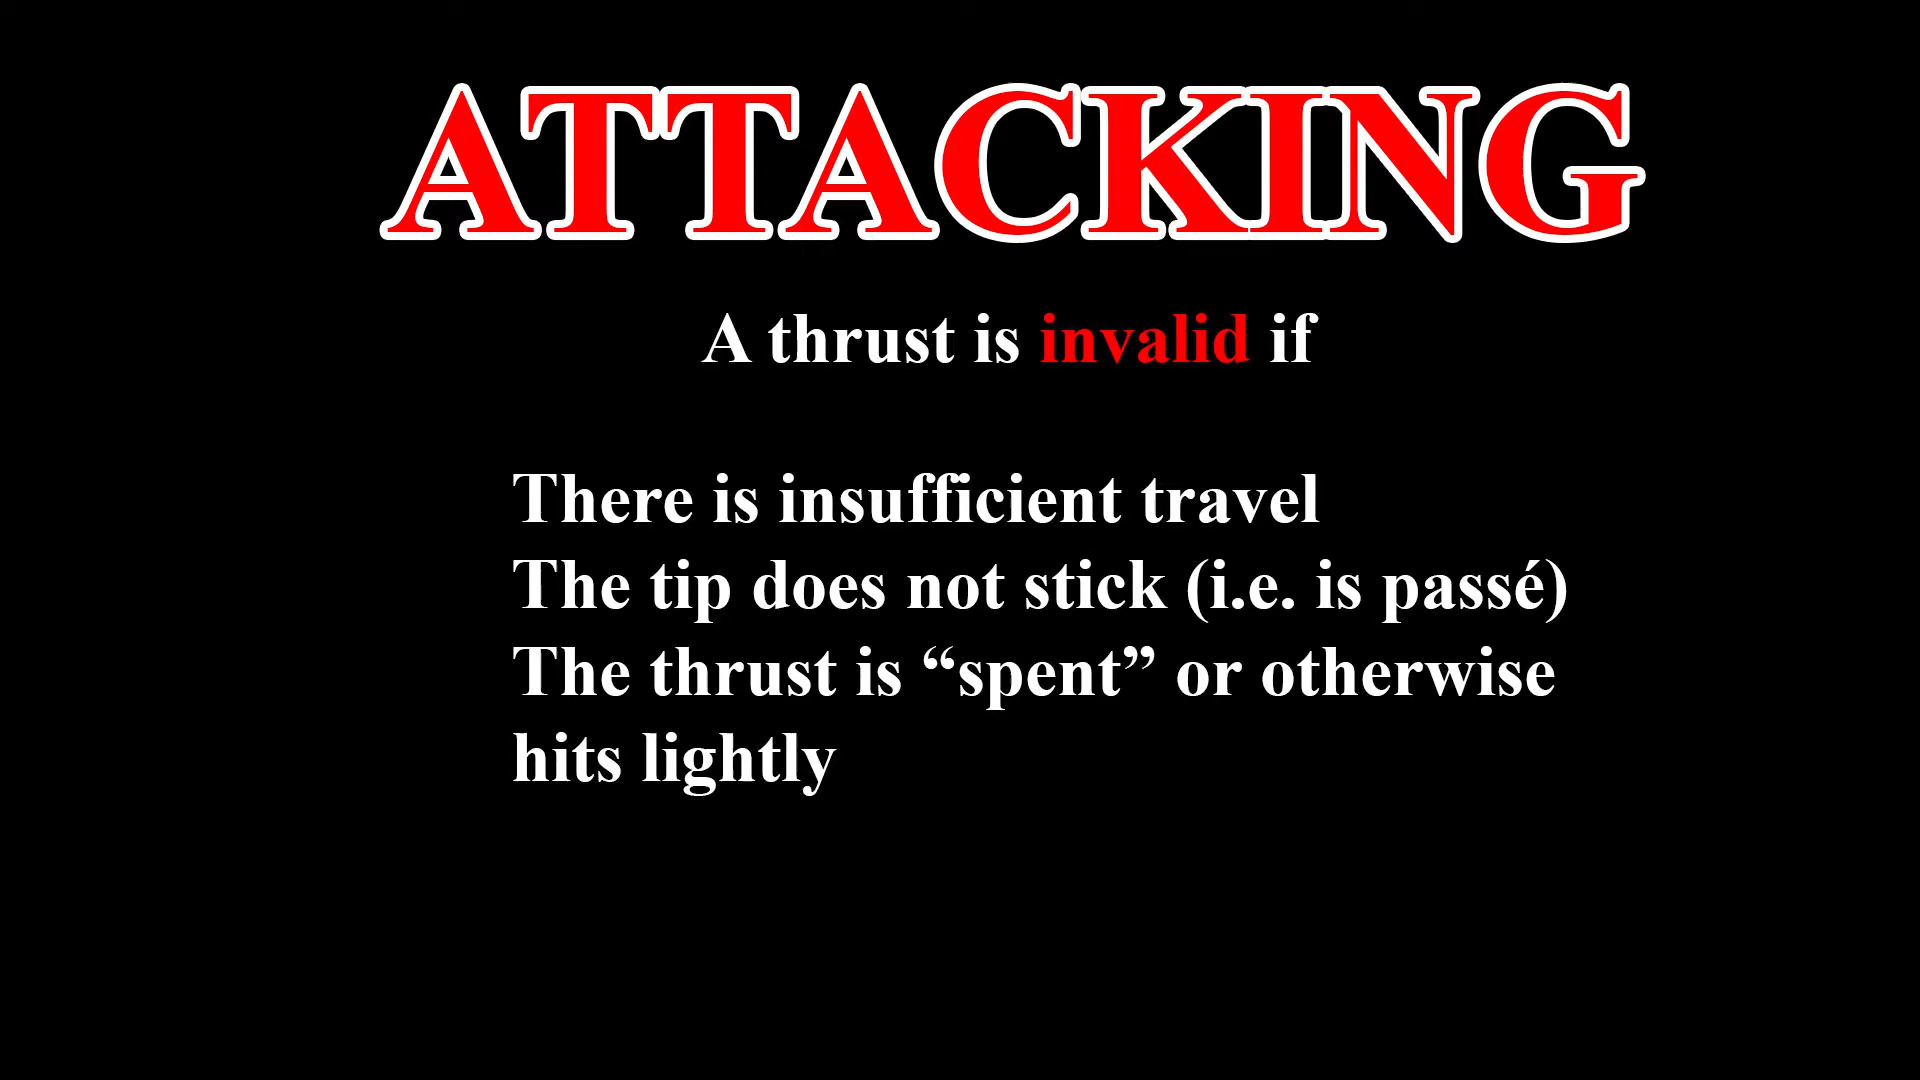 ATTACKING
A thrust is invalid if
There is insufficient travel
The tip does not stick (i.e. is passé)
The thrust is “spent” or otherwise
hits lightly